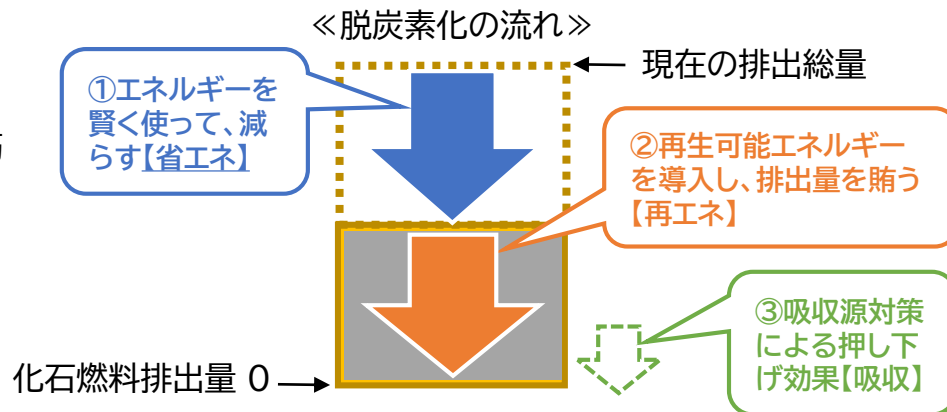 ≪脱炭素化の流れ≫
現在の排出総量
①エネルギーを
賢く使って、減
らす【省エネ】
②再生可能エネルギー
を導入し、排出量を賄う
【再エネ】
③吸収源対策
による押し下
げ効果【吸収】
化石燃料排出量 0